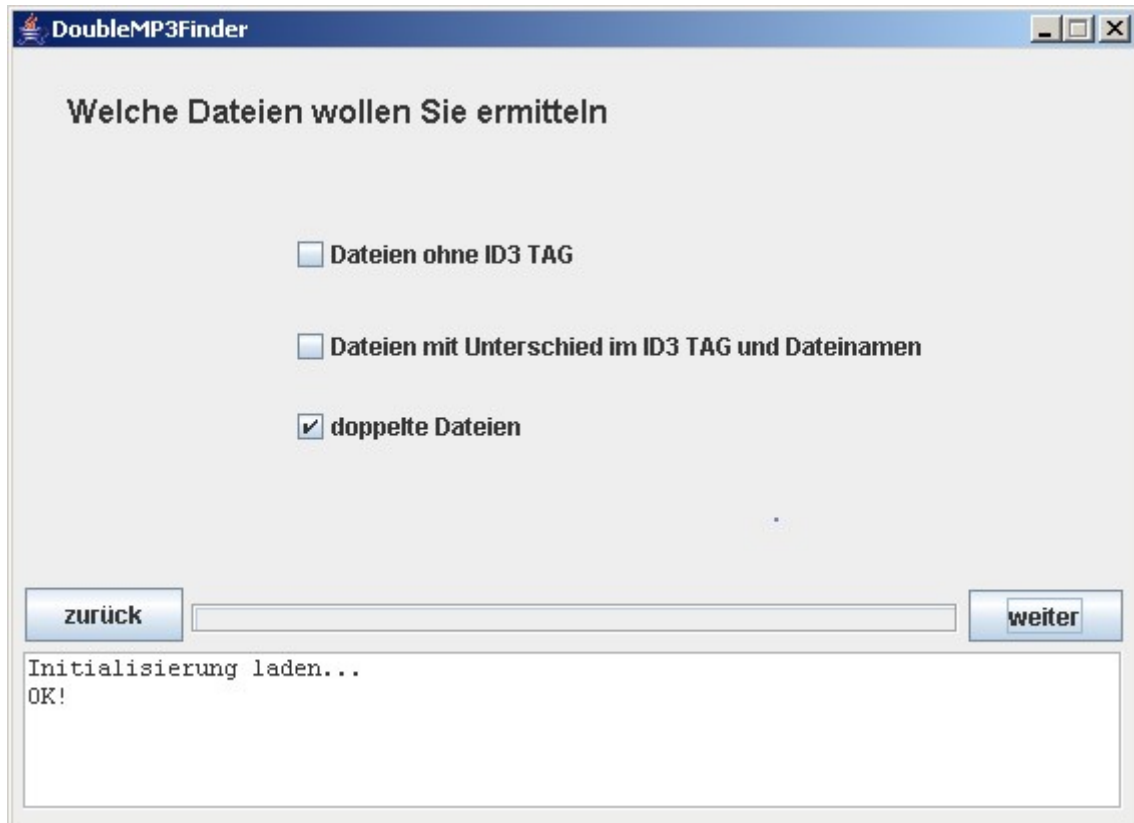 DoubleMP3Finder
Welche Dateien wollen Sie ermitteln
Dateien ohne ID3 TAG
Dateien mit Unterschied im ID3 TAG und Dateinamen
doppelte Dateien
zurück
weiter
Initialisierung laden...
OK!